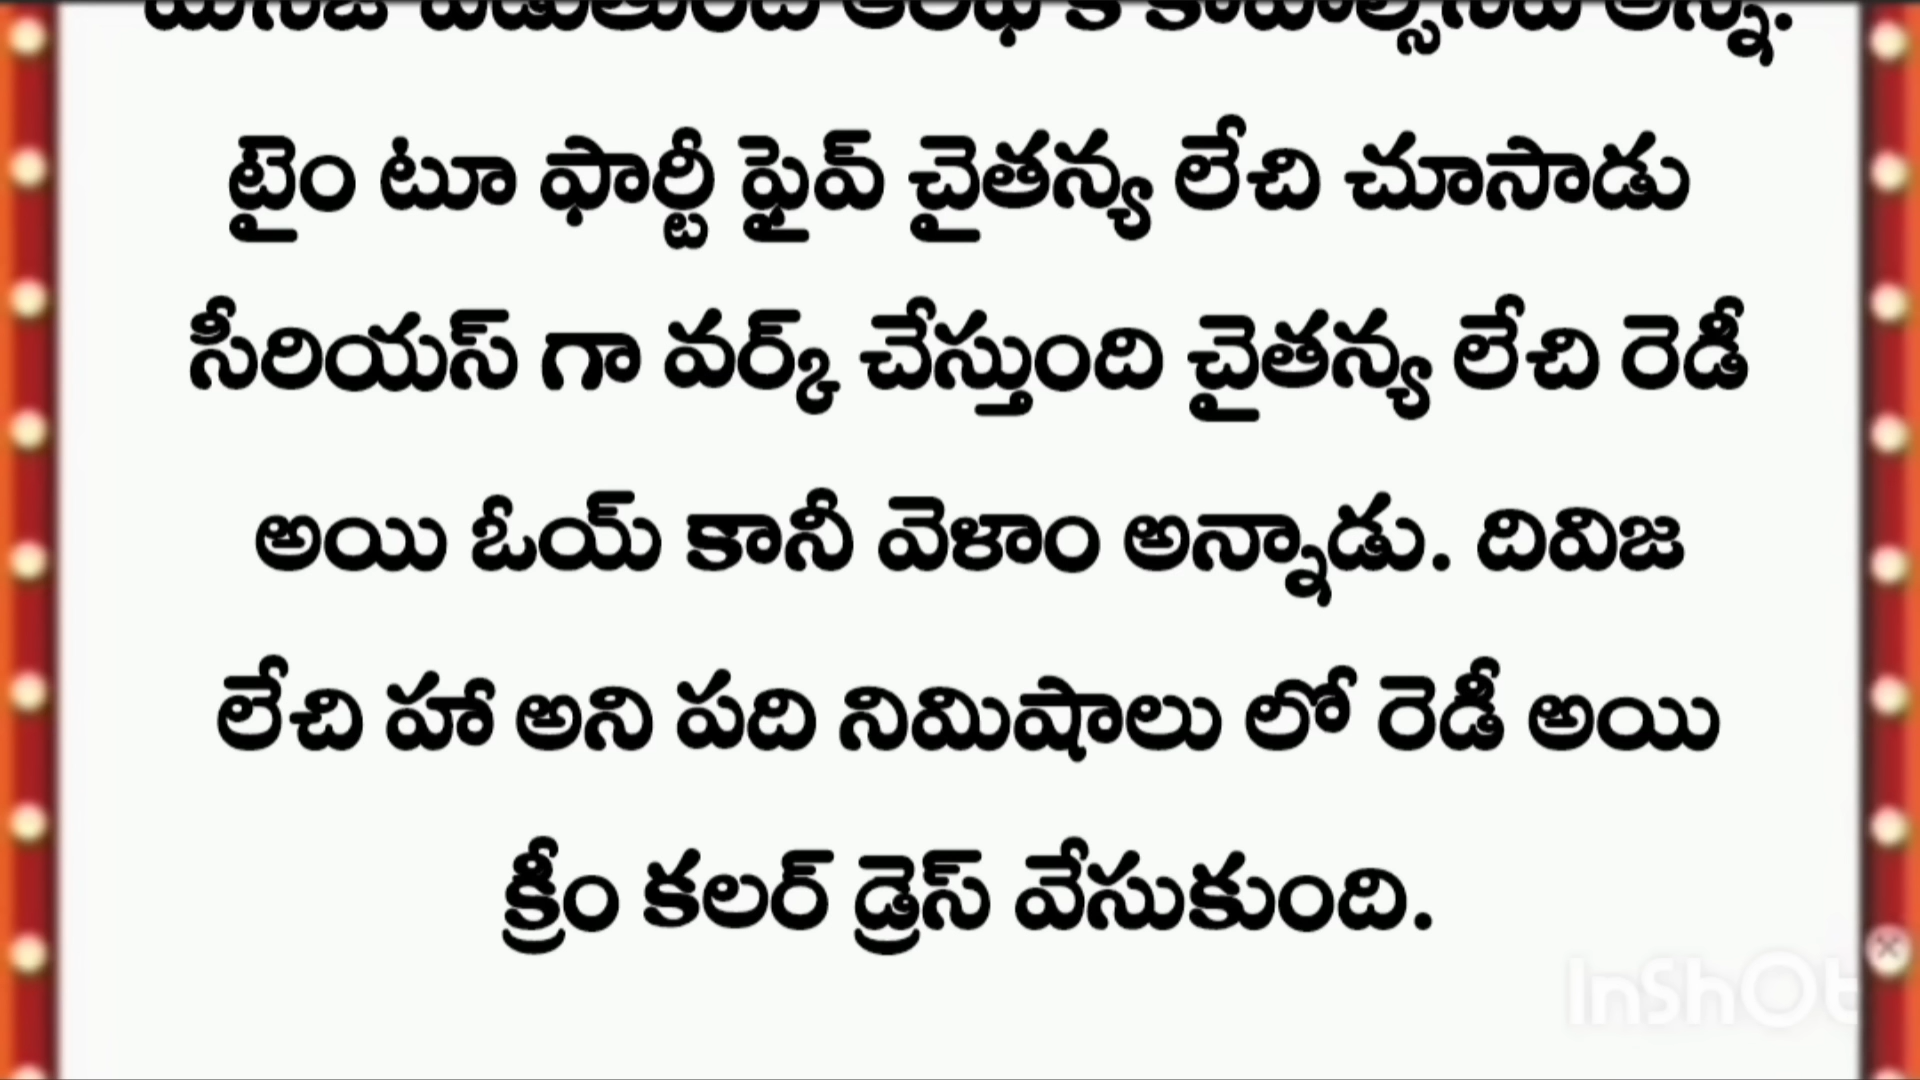 టైం టూ ఫార్టీ ఫైవ్ చైతన్య లేచి చూసాడు
సీరియస్ గా వర్క్ చేస్తుంది చైతన్య లేచి రెడీ
అయి ఓయ్ కానీ వెళాం అన్నాడు. దివిజ
లేచి హా అని పది నిమిషాలు లో రెడీ అయి
క్రీం కలర్ డ్రెస్ వేసుకుంది.
InShOt